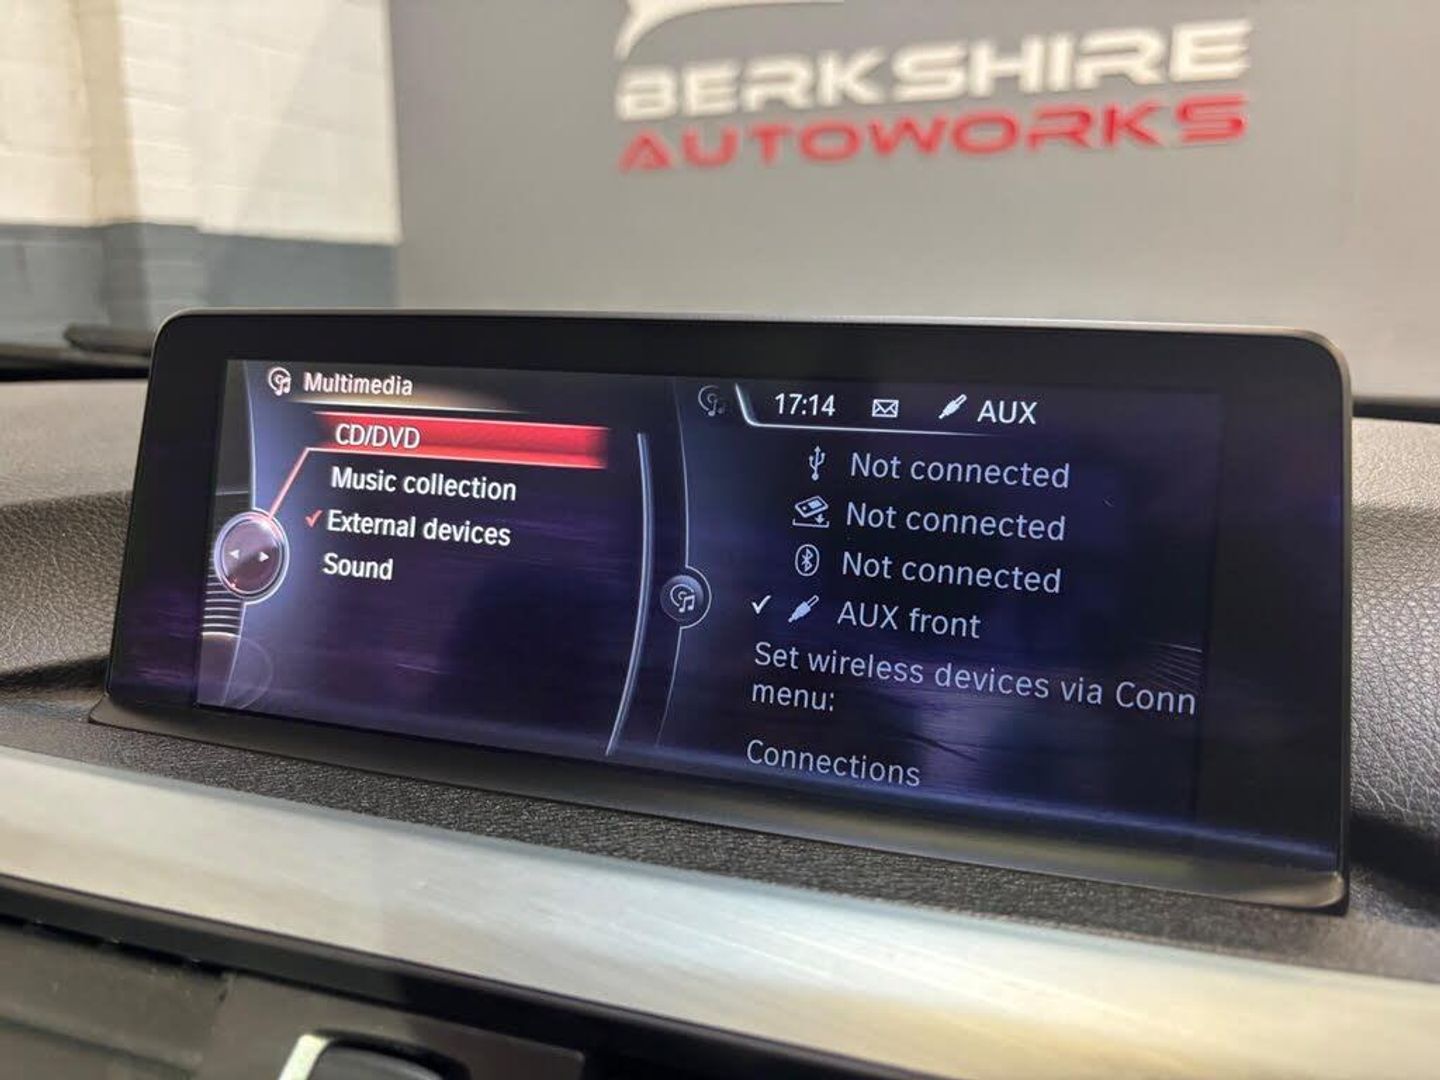 BERKSHIRE
AUTOWORKS
Multimedia
CD/DVD
Music collection
External devices
Sound
17:14 AUX
Not connected
Not connected
Not connected
AUX front
Set wireless devices via Conn
menu:
Connections